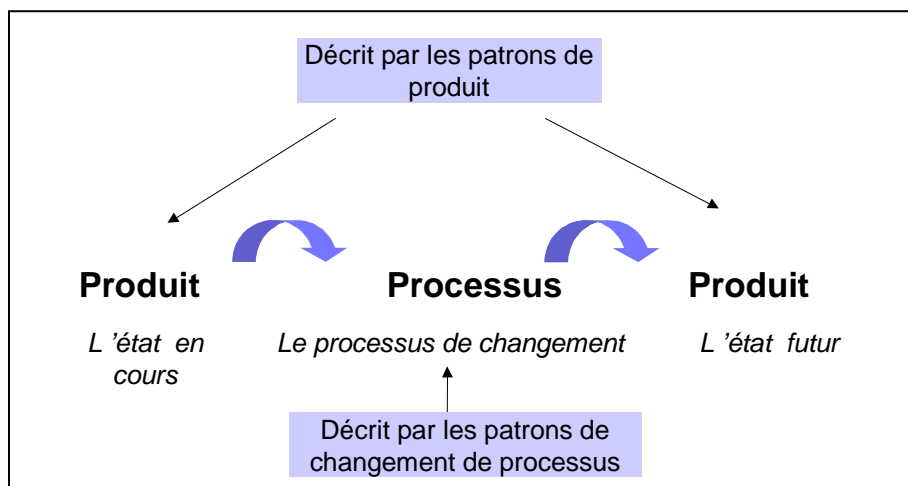 Décrit par les patrons de
produit
Produit
Processus
Produit
L ’état en
cours
Le processus de changement
L ’état futur
Décrit par les patrons de
changement de processus